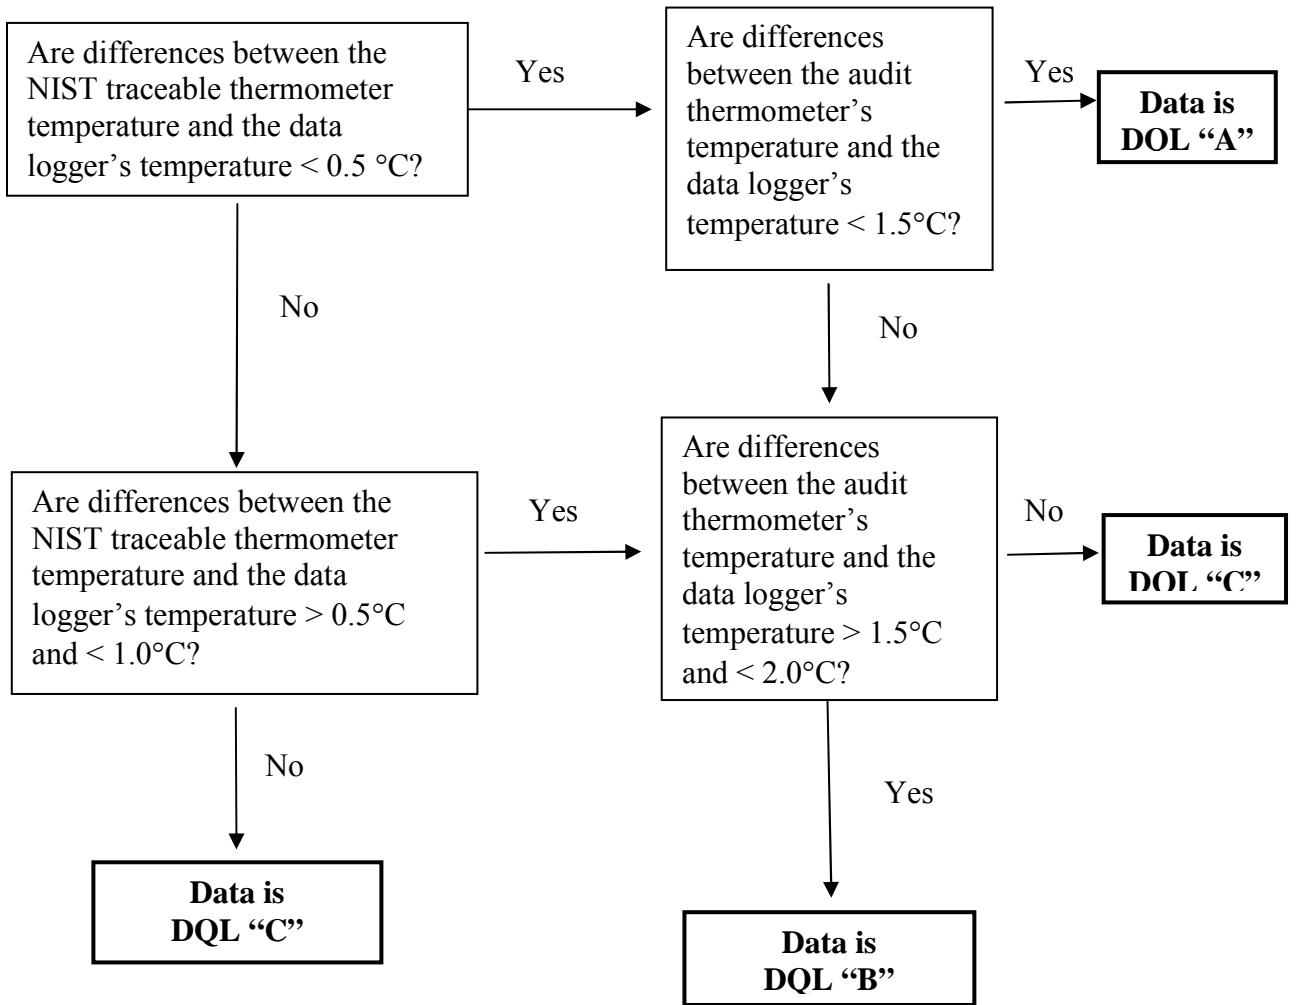 Are differences between the
NIST traceable thermometer
temperature and the data
logger’s temperature < 0.5 °C?
Yes
Are differences
between the audit
thermometer’s
temperature and the
data logger’s
temperature < 1.5°C?
Yes
Data is
DQL “A”
No
No
Are differences between the
NIST traceable thermometer
temperature and the data
logger’s temperature > 0.5°C
and < 1.0°C?
Yes
Are differences
between the audit
thermometer’s
temperature and the
data logger’s
temperature > 1.5°C
and < 2.0°C?
No
Data is
DQL “C”
No
Yes
Data is
DQL “C”
Data is
DQL “B”